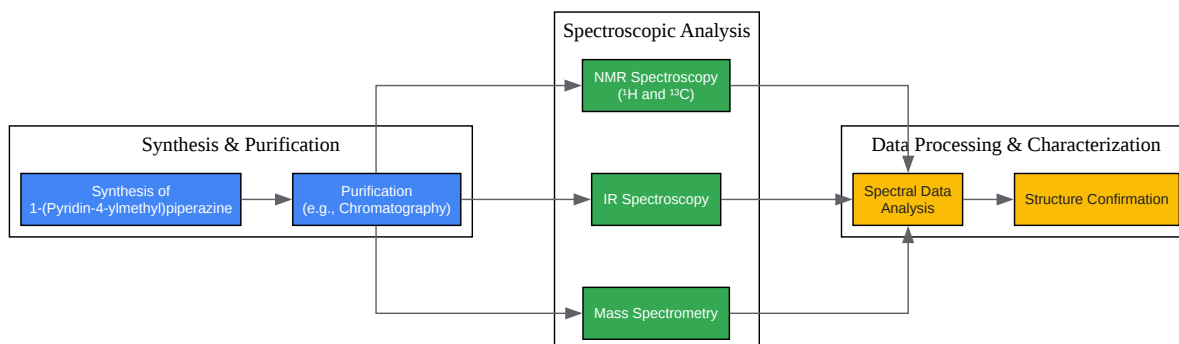 Spectroscopic Analysis
NMR Spectroscopy
(¹H and ¹³C)
Synthesis & Purification
Data Processing & Characterization
Synthesis of
1-(Pyridin-4-ylmethyl)piperazine
Purification
(e.g., Chromatography)
IR Spectroscopy
Spectral Data
Analysis
Structure Confirmation
Mass Spectrometry